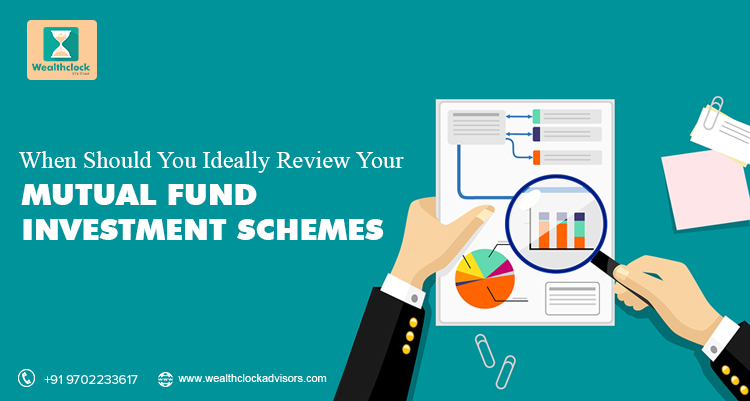 Wealthclock
When Should You Ideally Review Your
MUTUAL FUND
INVESTMENT SCHEMES
+91 9702233617
www.wealthclockadvisors.com